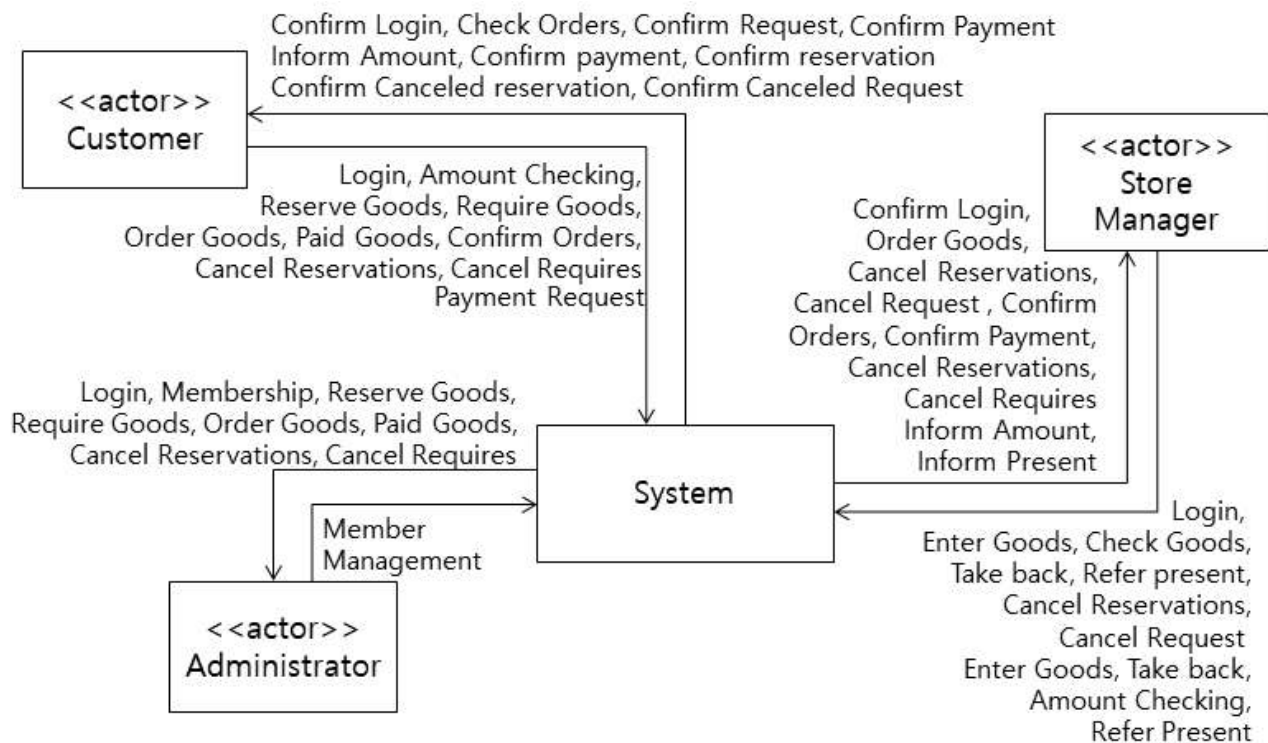 Confirm Login, Check Orders, Confirm Request, Confirm Payment
Inform Amount, Confirm payment, Confirm reservation
Confirm Canceled reservation, Confirm Canceled Request
<<actor>>
Customer
Login, Amount Checking,
Reserve Goods, Require Goods,
Order Goods, Paid Goods, Confirm Orders,
Cancel Reservations, Cancel Requires
Payment Request
<<actor>>
Store
Manager
Confirm Login,
Order Goods,
Cancel Reservations,
Cancel Request , Confirm
Orders, Confirm Payment,
Cancel Reservations,
Cancel Requires
Inform Amount,
Inform Present
Login, Membership, Reserve Goods,
Require Goods, Order Goods, Paid Goods,
Cancel Reservations, Cancel Requires
System
Member
Management
<<actor>>
Administrator
Login,
Enter Goods, Check Goods,
Take back, Refer present,
Cancel Reservations,
Cancel Request
Enter Goods, Take back,
Amount Checking,
Refer Present